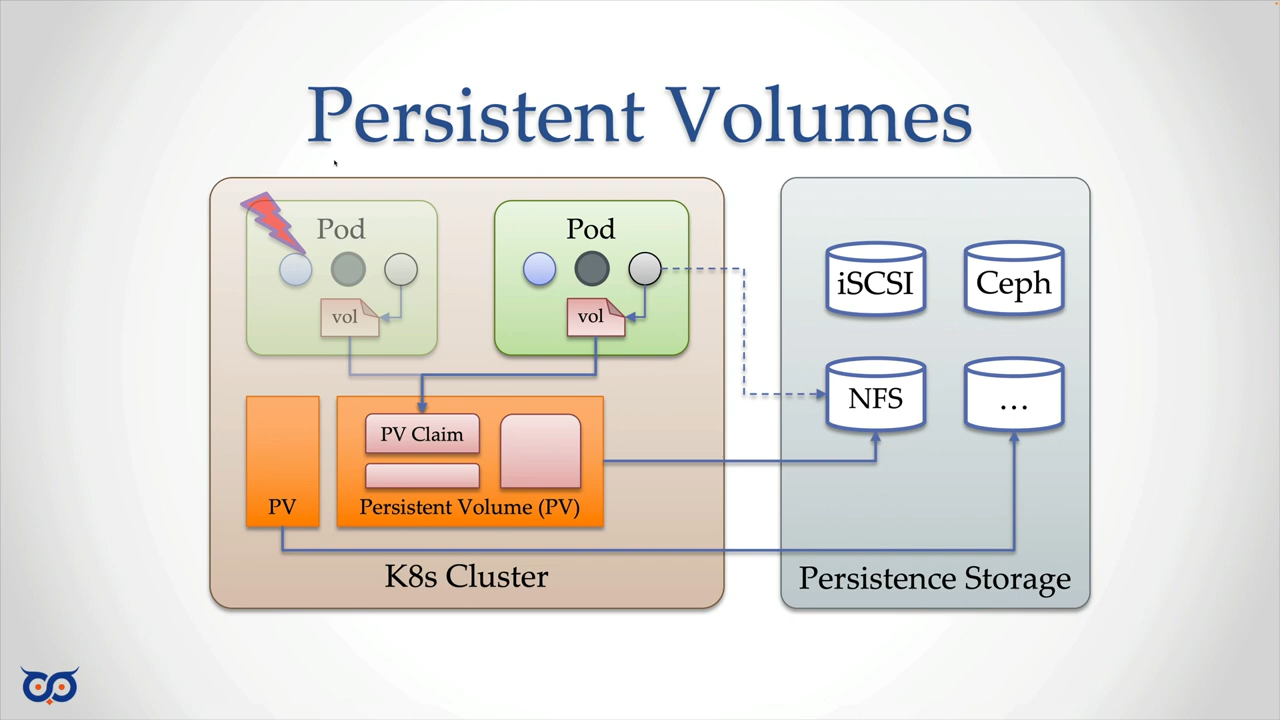 Persistent Volumes
Pod
vol
Pod
vol
PV
PV Claim
Persistent Volume (PV)
K8s Cluster
iSCSI
Ceph
NFS
...
Persistence Storage